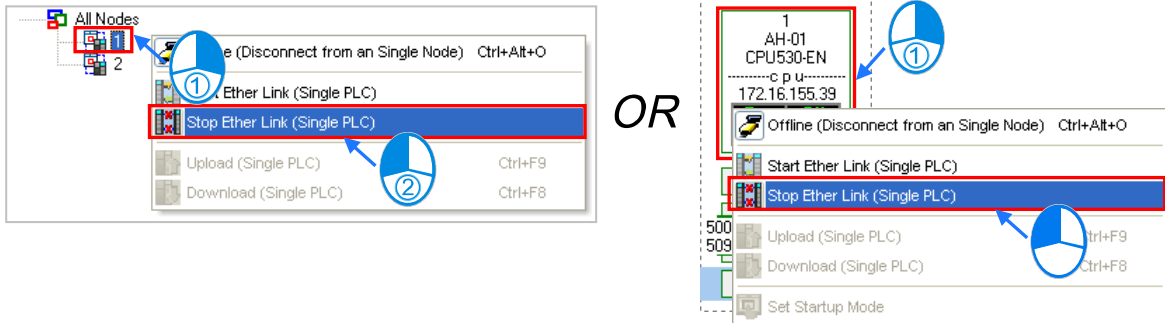 All Nodes
1
2
①
(Disconnect from an Single Node) Ctrl+Alt+O
Ether Link (Single PLC)
Stop Ether Link (Single PLC)
②
Upload (Single PLC) Ctrl+F9
Download (Single PLC) Ctrl+F8
OR
1
AH-01
CPU530-EN
--------c p u--------
172.16.155.39
①
Offline (Disconnect from an Single Node) Ctrl+Alt+O
Start Ether Link (Single PLC)
Stop Ether Link (Single PLC)
500
509
Upload (Single PLC) Ctrl+F9
Download (Single PLC) Ctrl+F8
Set Startup Mode